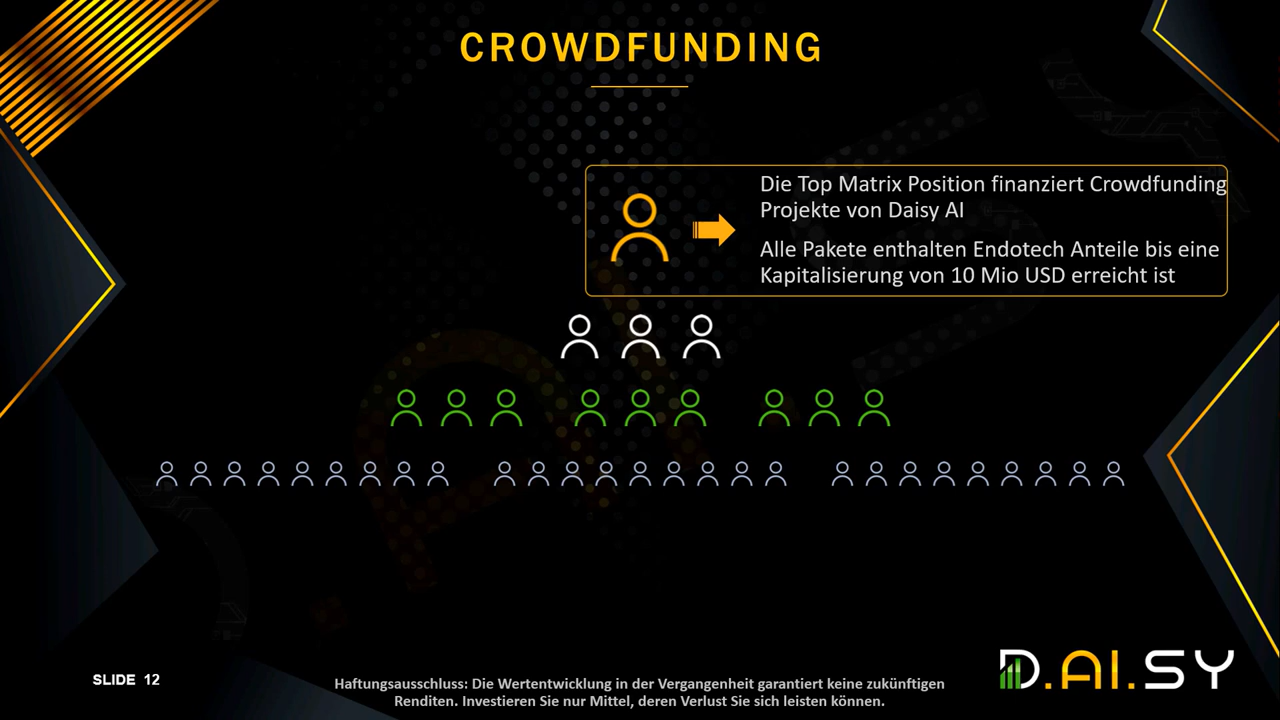 CROWDFUNDING
Die Top Matrix Position finanziert Crowdfunding
Projekte von Daisy AI
Alle Pakete enthalten Endotech Anteile bis eine
Kapitalisierung von 10 Mio USD erreicht ist
SLIDE 12
Haftungsausschluss: Die Wertentwicklung in der Vergangenheit garantiert keine zukünftigen
Renditen. Investieren Sie nur Mittel, deren Verlust Sie sich leisten können.
D.AI.SY